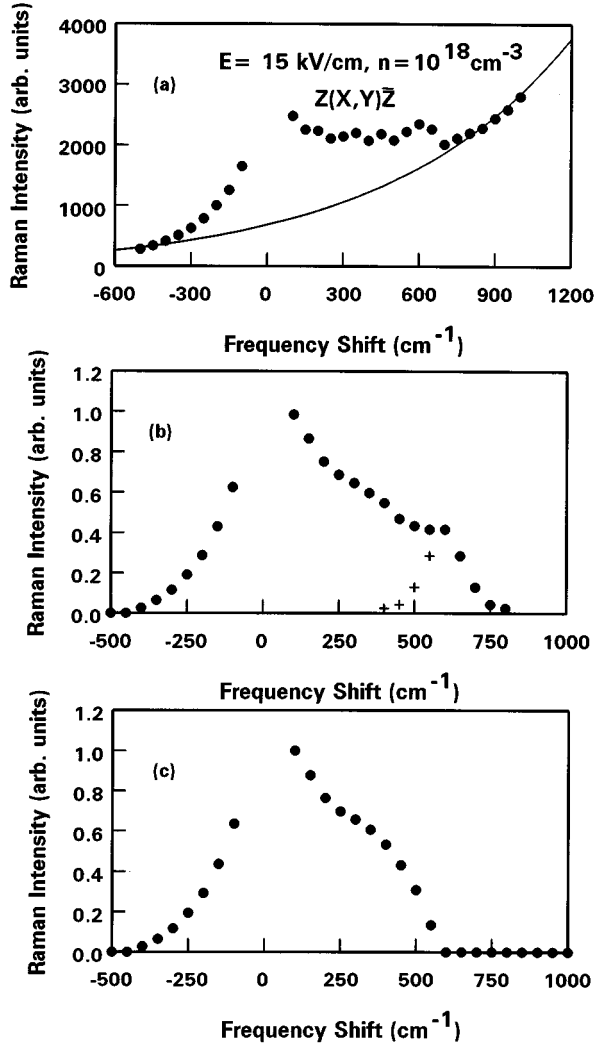 4000
3000
2000
1000
0
Raman Intensity (arb. units)
(a)
E= 15 kV/cm, n=10^18cm^-3
Z(X,Y)Z̃
-600 -300 0 300 600 900 1200
Frequency Shift (cm^-1)
1.2
1.0
0.8
0.6
0.4
0.2
0.0
Raman Intensity (arb. units)
(b)
-500 -250 0 250 500 750 1000
Frequency Shift (cm^-1)
1.2
1.0
0.8
0.6
0.4
0.2
0.0
Raman Intensity (arb. units)
(c)
-500 -250 0 250 500 750 1000
Frequency Shift (cm^-1)